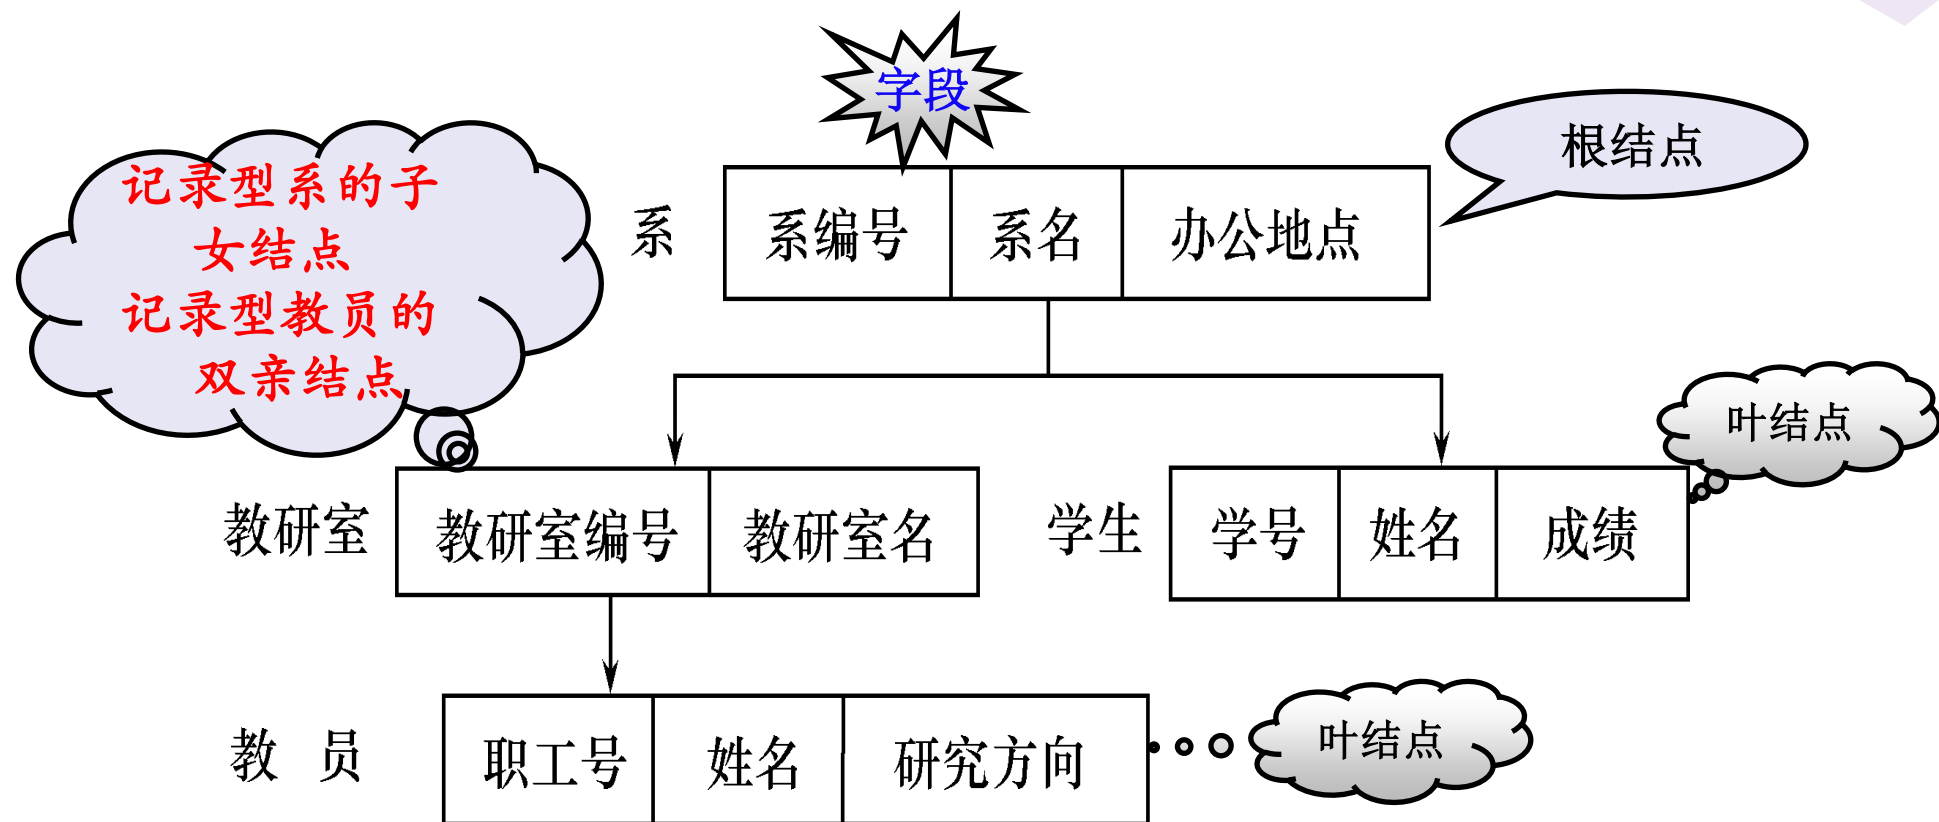 字段
根结点
记录型系的子
女结点
记录型教员的
双亲结点
系
系编号 系名 办公地点
叶结点
教研室
教研室编号 教研室名
学生
学号 姓名 成绩
教 员
职工号 姓名 研究方向
叶结点